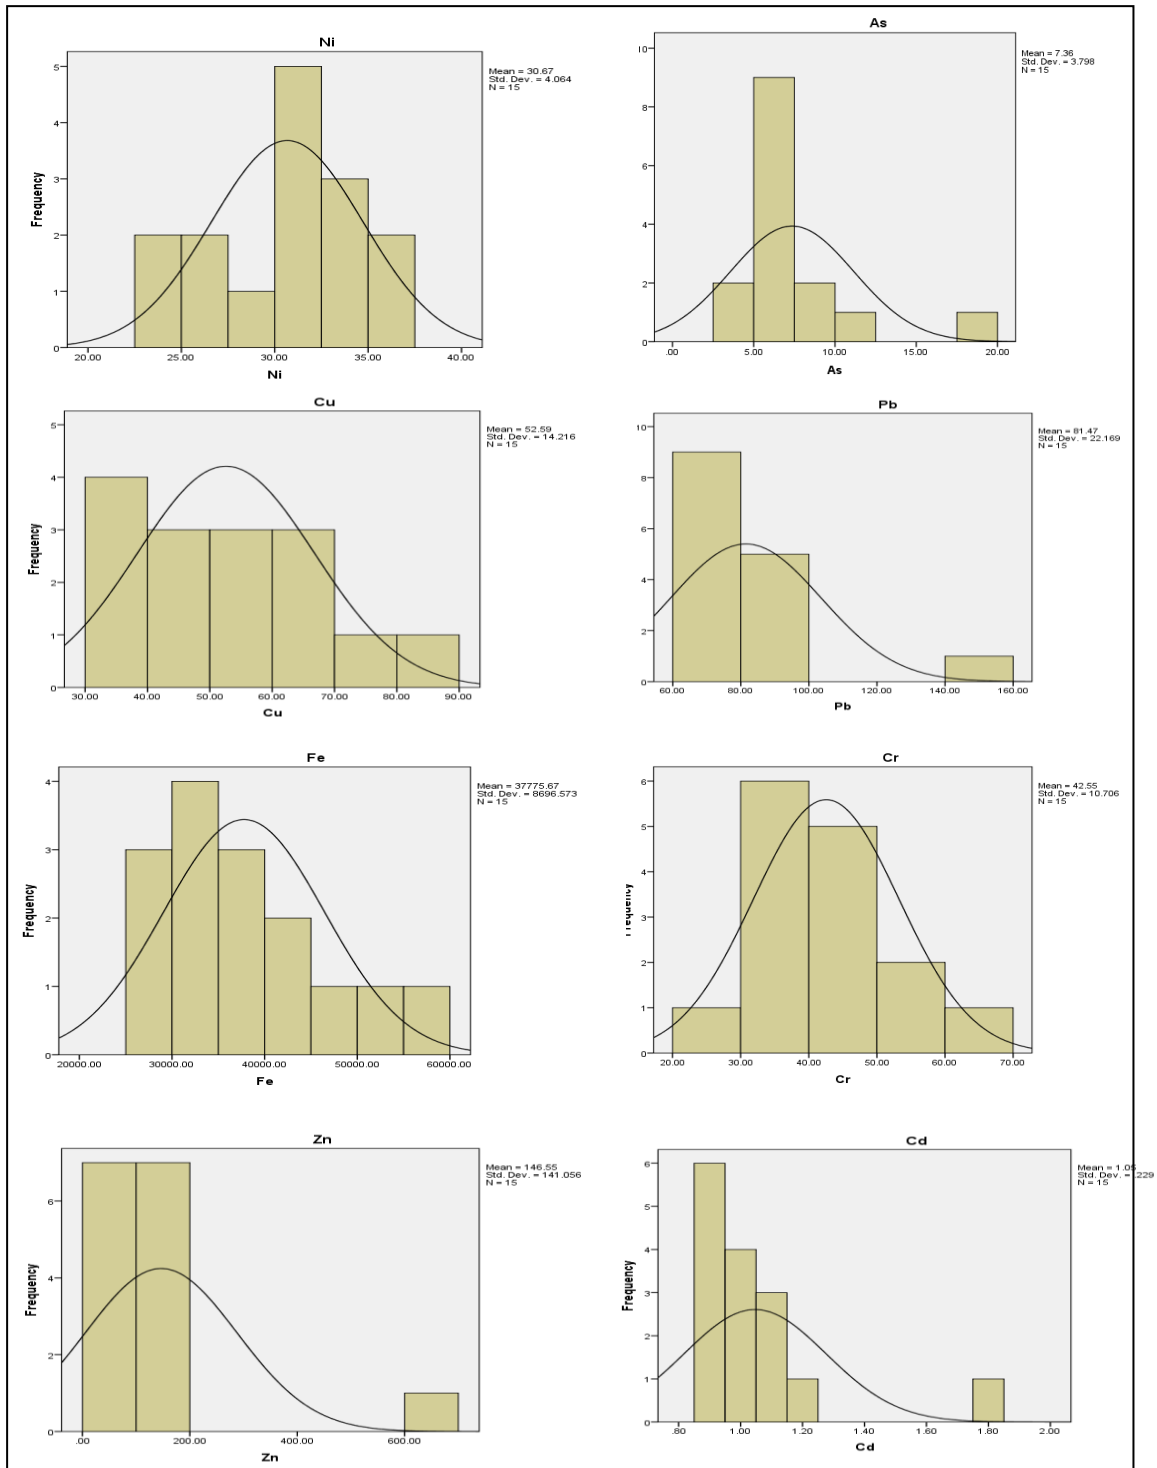 Ni
Mean = 30.67
Std. Dev. = 4.064
N = 15
5
4
3
2
1
0
Frequency
20.00 25.00 30.00 35.00 40.00
Ni
As
Mean = 7.36
Std. Dev. = 3.798
N = 15
10
8
6
4
2
0
.00 5.00 10.00 15.00 20.00
As
Cu
Mean = 52.59
Std. Dev. = 14.216
N = 15
5
4
3
2
1
0
Frequency
30.00 40.00 50.00 60.00 70.00 80.00 90.00
Cu
Pb
Mean = 81.47
Std. Dev. = 22.169
N = 15
10
8
6
4
2
0
60.00 80.00 100.00 120.00 140.00 160.00
Pb
Fe
Mean = 37775.67
Std. Dev. = 8696.573
N = 15
4
3
2
1
0
Frequency
20000.00 30000.00 40000.00 50000.00 60000.00
Fe
Cr
Mean = 42.55
Std. Dev. = 10.706
N = 15
6
5
4
3
2
1
0
Frequency
20.00 30.00 40.00 50.00 60.00 70.00
Cr
Zn
Mean = 146.55
Std. Dev. = 141.056
N = 15
6
4
2
0
Frequency
.00 200.00 400.00 600.00
Zn
Cd
Mean = 1.05
Std. Dev. = .229
N = 15
6
5
4
3
2
1
0
Frequency
.80 1.00 1.20 1.40 1.60 1.80 2.00
Cd